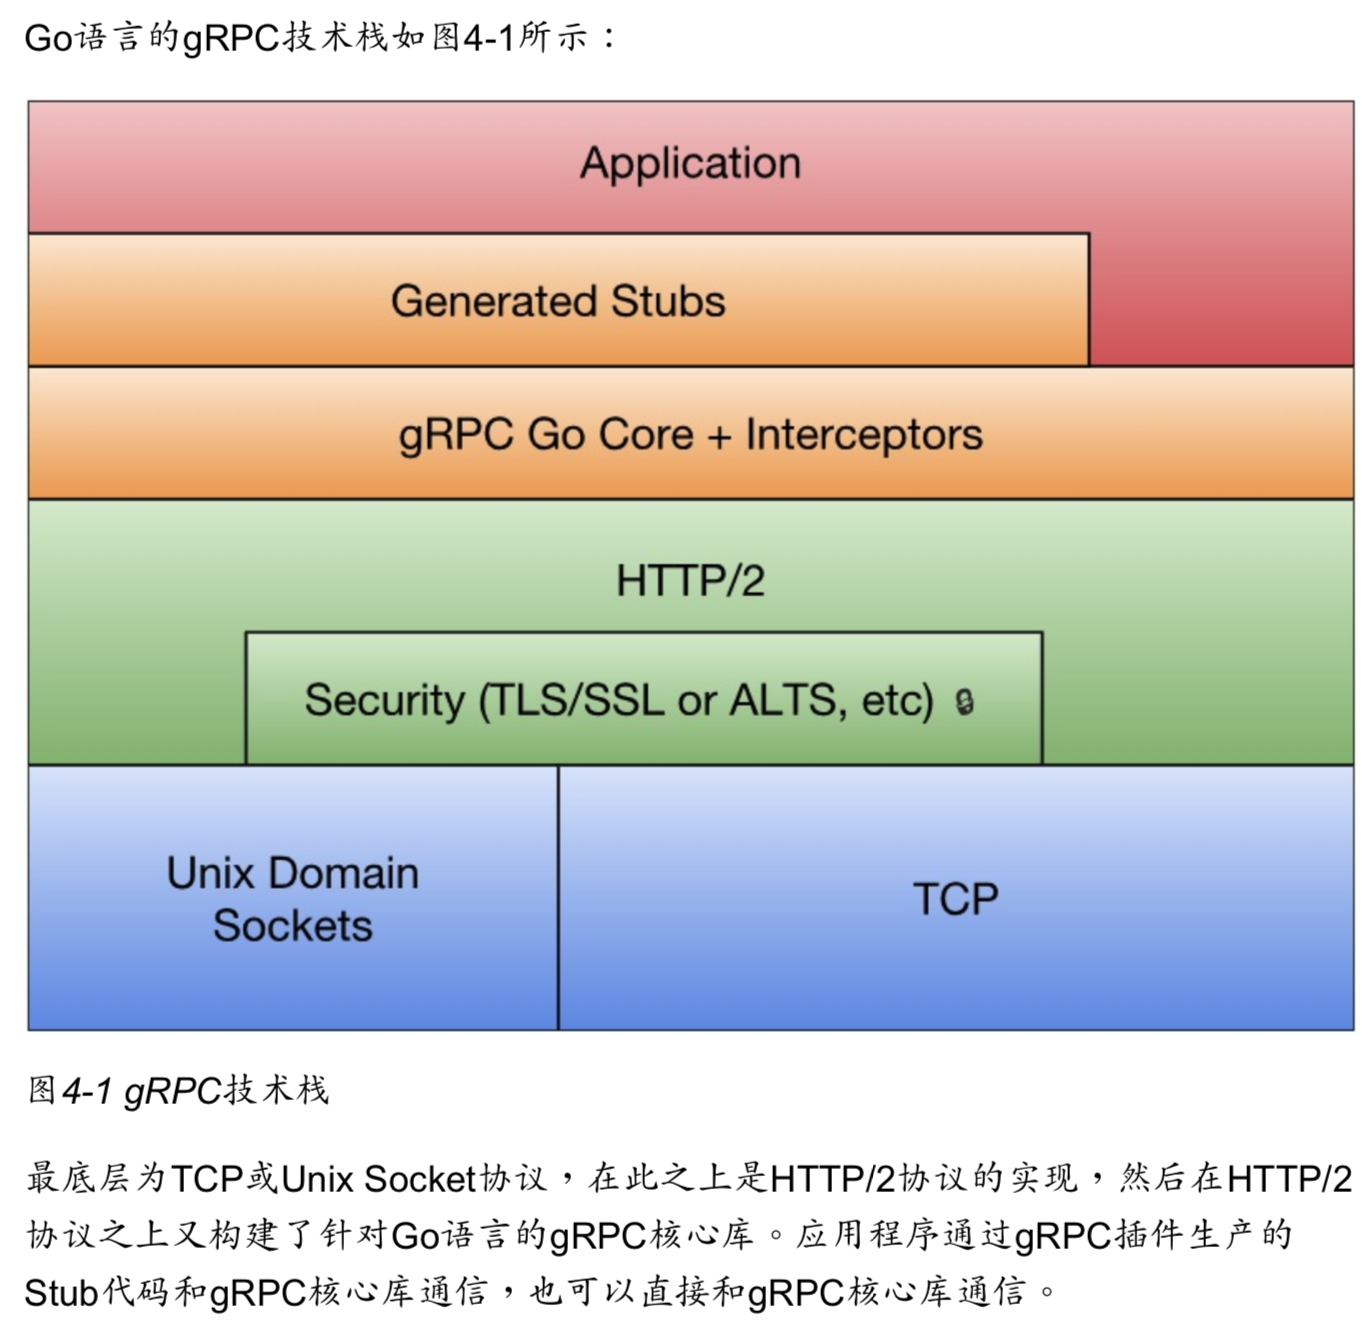 Go语言的gRPC技术栈如图4-1所示：
Application
Generated Stubs
gRPC Go Core + Interceptors
HTTP/2
Security (TLS/SSL or ALTS, etc)
Unix Domain
Sockets
TCP
图4-1 gRPC技术栈
最底层为TCP或Unix Socket协议，在此之上是HTTP/2协议的实现，然后在HTTP/2
协议之上又构建了针对Go语言的gRPC核心库。应用程序通过gRPC插件生产的
Stub代码和gRPC核心库通信，也可以直接和gRPC核心库通信。